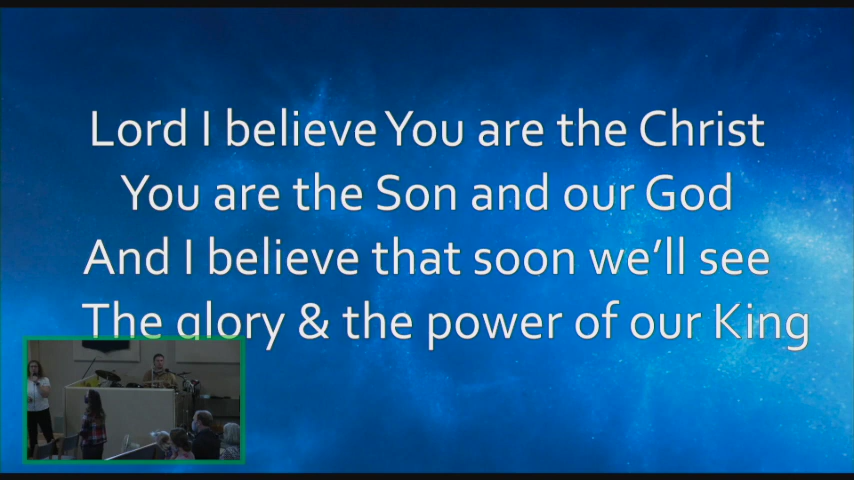 Lord I believe You are the Christ
You are the Son and our God
And I believe that soon we'll see
The glory & the power of our King